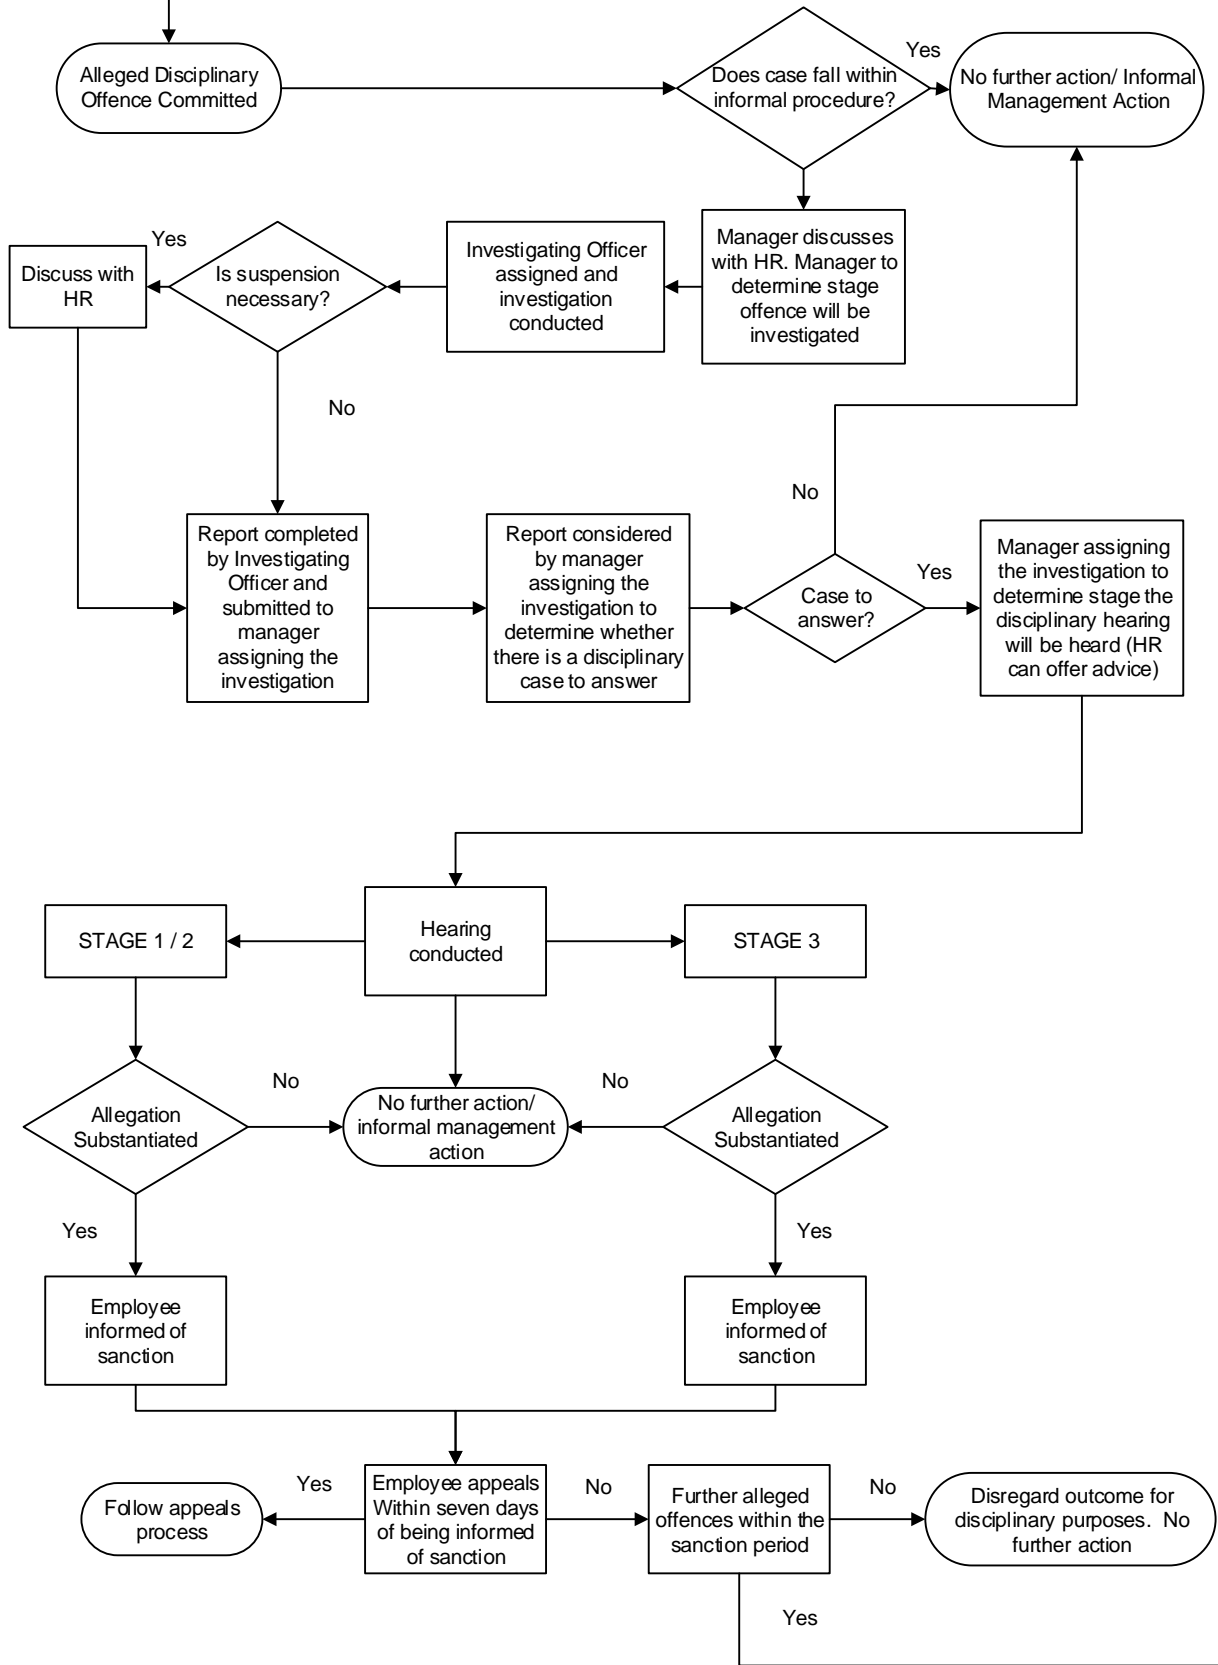 Alleged Disciplinary
Offence Committed
Does case fall within
informal procedure?
Yes
No further action/ Informal
Management Action
Manager discusses
with HR. Manager to
determine stage
offence will be
investigated
Investigating Officer
assigned and
investigation
conducted
Is suspension
necessary?
Yes
Discuss with
HR
No
Report completed
by Investigating
Officer and
submitted to
manager
assigning the
investigation
Report considered
by manager
assigning the
investigation to
determine whether
there is a disciplinary
case to answer
Case to
answer?
No
Yes
Manager assigning
the investigation to
determine stage the
disciplinary hearing
will be heard (HR
can offer advice)
Hearing
conducted
STAGE 1 / 2
STAGE 3
Allegation
Substantiated
No
No further action/
informal management
action
No
Allegation
Substantiated
Yes
Yes
Employee
informed of
sanction
Employee
informed of
sanction
Employee appeals
Within seven days
of being informed
of sanction
Yes
Follow appeals
process
No
Further alleged
offences within the
sanction period
No
Disregard outcome for
disciplinary purposes.  No
further action
Yes